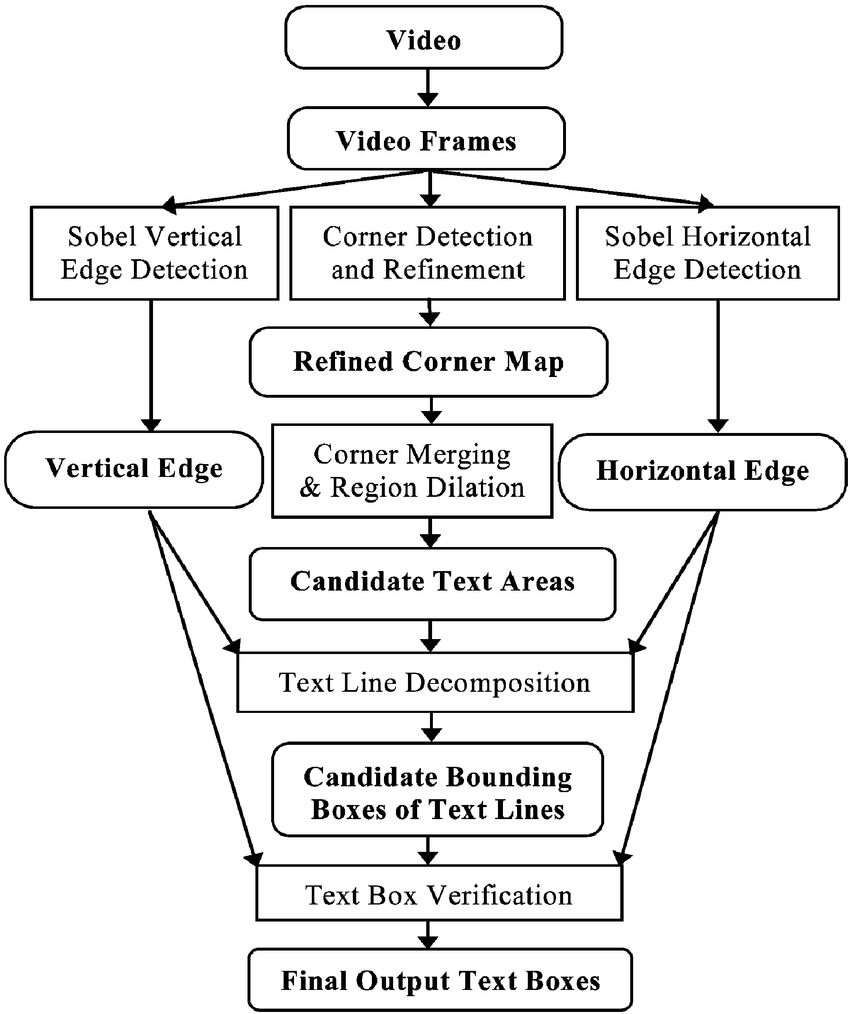 Video
Video Frames
Sobel Vertical
Edge Detection
Corner Detection
and Refinement
Sobel Horizontal
Edge Detection
Refined Corner Map
Vertical Edge
Corner Merging
& Region Dilation
Horizontal Edge
Candidate Text Areas
Text Line Decomposition
Candidate Bounding
Boxes of Text Lines
Text Box Verification
Final Output Text Boxes